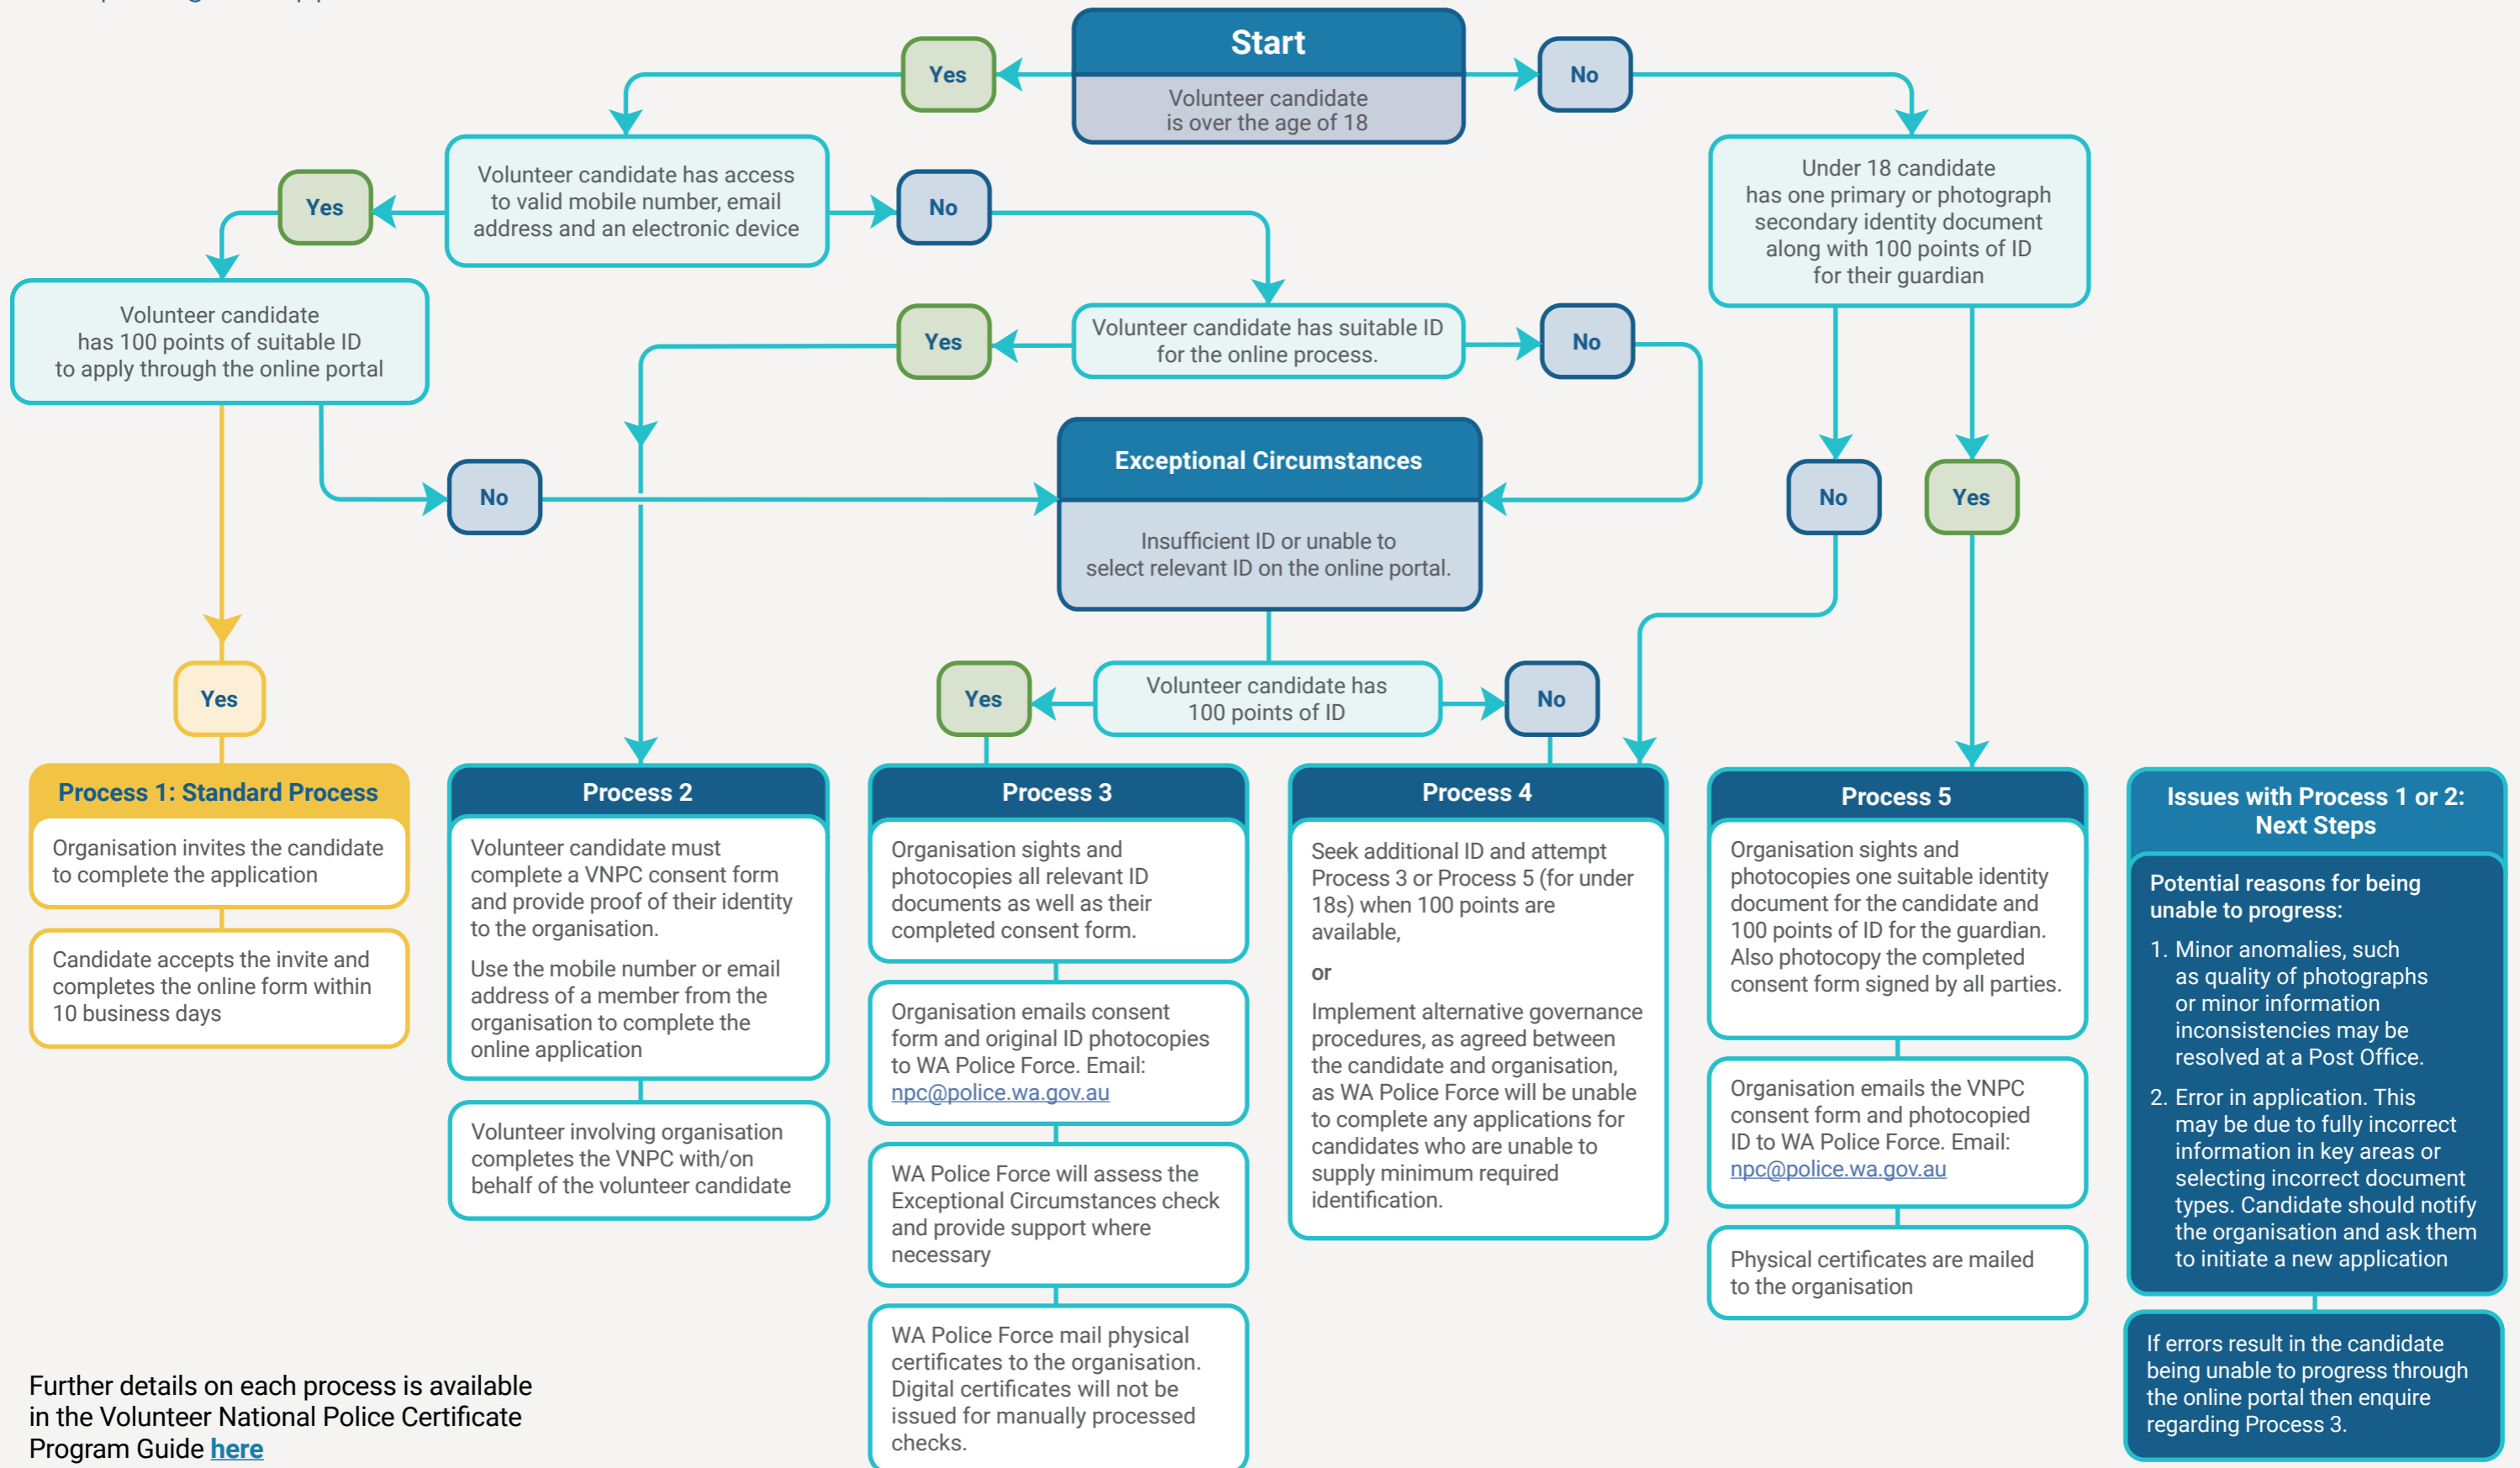 Start
Volunteer candidate
is over the age of 18
Yes
No
Volunteer candidate has access
to valid mobile number, email
address and an electronic device
Yes
No
Under 18 candidate
has one primary or photograph
secondary identity document
along with 100 points of ID
for their guardian
Volunteer candidate
has 100 points of suitable ID
to apply through the online portal
Yes
Volunteer candidate has suitable ID
for the online process.
No
Exceptional Circumstances
Insufficient ID or unable to
select relevant ID on the online portal.
No
No
Yes
Yes
Yes
Volunteer candidate has
100 points of ID
No
Process 1: Standard Process
Organisation invites the candidate
to complete the application
Candidate accepts the invite and
completes the online form within
10 business days
Process 2
Volunteer candidate must
complete a VNPC consent form
and provide proof of their identity
to the organisation.
Use the mobile number or email
address of a member from the
organisation to complete the
online application
Volunteer involving organisation
completes the VNPC with/on
behalf of the volunteer candidate
Process 3
Organisation sights and
photocopies all relevant ID
documents as well as their
completed consent form.
Organisation emails consent
form and original ID photocopies
to WA Police Force. Email:
npc@police.wa.gov.au
WA Police Force will assess the
Exceptional Circumstances check
and provide support where
necessary
WA Police Force mail physical
certificates to the organisation.
Digital certificates will not be
issued for manually processed
checks.
Process 4
Seek additional ID and attempt
Process 3 or Process 5 (for under
18s) when 100 points are
available,
or
Implement alternative governance
procedures, as agreed between
the candidate and organisation,
as WA Police Force will be unable
to complete any applications for
candidates who are unable to
supply minimum required
identification.
Process 5
Organisation sights and
photocopies one suitable identity
document for the candidate and
100 points of ID for the guardian.
Also photocopy the completed
consent form signed by all parties.
Organisation emails the VNPC
consent form and photocopied
ID to WA Police Force. Email:
npc@police.wa.gov.au
Physical certificates are mailed
to the organisation
Issues with Process 1 or 2:
Next Steps
Potential reasons for being
unable to progress:
1. Minor anomalies, such
as quality of photographs
or minor information
inconsistencies may be
resolved at a Post Office.
2. Error in application. This
may be due to fully incorrect
information in key areas or
selecting incorrect document
types. Candidate should notify
the organisation and ask them
to initiate a new application
If errors result in the candidate
being unable to progress through
the online portal then enquire
regarding Process 3.
Further details on each process is available
in the Volunteer National Police Certificate
Program Guide here